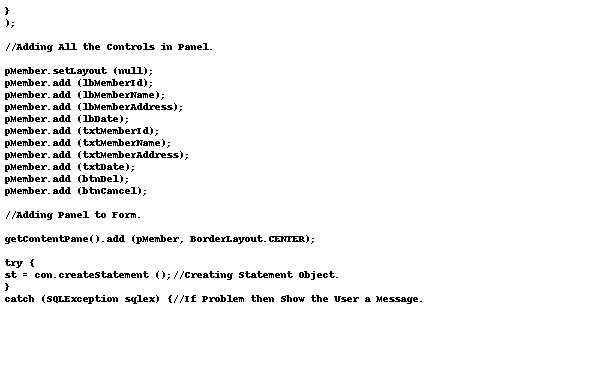 }
);
//Adding All the Controls in Panel.
pMember.setLayout (null);
pMember.add (lbMemberId);
pMember.add (lbMemberName);
pMember.add (lbMemberAddress);
pMember.add (lbDate);
pMember.add (txtMemberId);
pMember.add (txtMemberName);
pMember.add (txtMemberAddress);
pMember.add (txtDate);
pMember.add (btnDel);
pMember.add (btnCancel);
//Adding Panel to Form.
getContentPane().add (pMember, BorderLayout.CENTER);
try {
st = con.createStatement ();//Creating Statement Object.
}
catch (SQLException sqlex) {//If Problem then Show the User a Message.